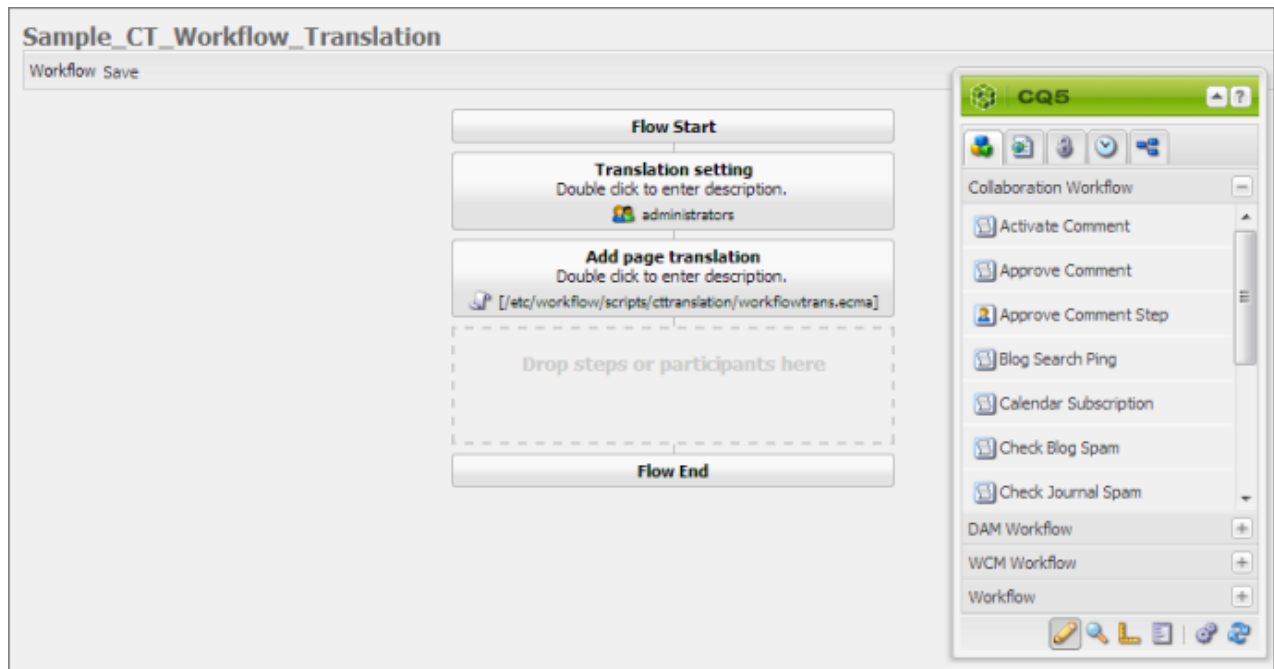 Sample_CT_Workflow_Translation
Workflow Save
Flow Start
Translation setting
Double click to enter description.
administrators
Add page translation
Double click to enter description.
[/etc/workflow/scripts/cttranslation/workflowtrans.ecma]
Drop steps or participants here
Flow End
CQ5
?
Collaboration Workflow
Activate Comment
Approve Comment
Approve Comment Step
Blog Search Ping
Calendar Subscription
Check Blog Spam
Check Journal Spam
DAM Workflow
WCM Workflow
Workflow